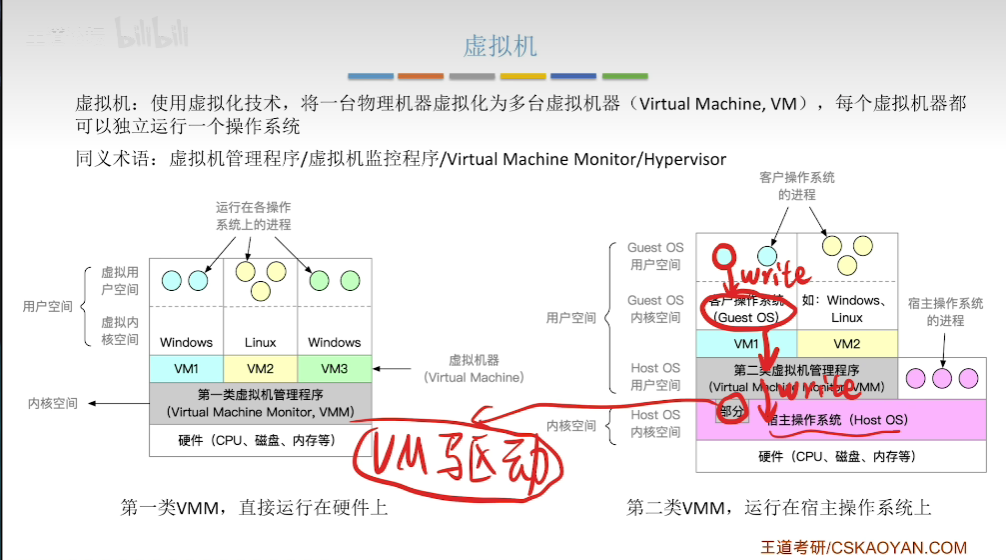 bilibili
虚拟机
虚拟机：使用虚拟化技术，将一台物理机器虚拟化为多台虚拟机器（Virtual Machine, VM），每个虚拟机器都
可以独立运行一个操作系统
同义术语：虚拟机管理程序/虚拟机监控程序/Virtual Machine Monitor/Hypervisor
运行在各操作
系统上的进程
用户空间
虚拟用
户空间
虚拟内
核空间
Windows
Linux
Windows
VM1
VM2
VM3
虚拟机器
(Virtual Machine)
内核空间
第一类虚拟机管理程序
(Virtual Machine Monitor, VMM)
硬件（CPU、磁盘、内存等）
第一类VMM，直接运行在硬件上
客户操作系统
的进程
Guest OS
用户空间
write
用户空间
Guest OS
内核空间
客户操作系统
(Guest OS)
如：Windows、
Linux
宿主操作系统
的进程
VM1
VM2
Host OS
用户空间
第二类虚拟机管理程序
(Virtual Machine Monitor, VMM)
write
内核空间
Host OS
内核空间
部分
宿主操作系统（Host OS）
VM驱动
硬件（CPU、磁盘、内存等）
第二类VMM，运行在宿主操作系统上
王道考研/CSKAOYAN.COM